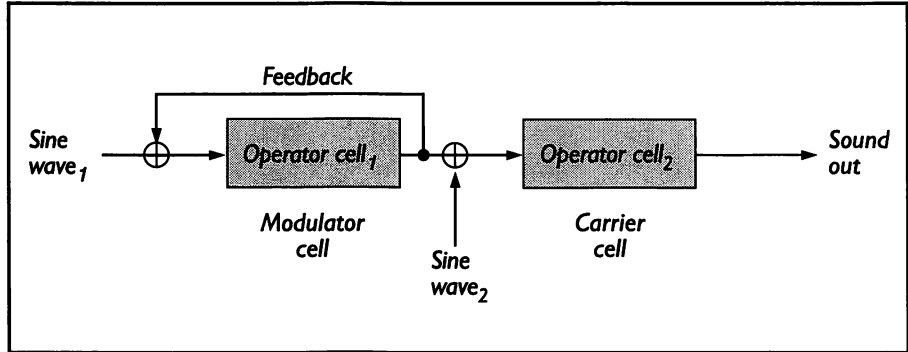 Feedback
Sine
wave1
Operator cell1
Operator cell2
Sound
out
Modulator
cell
Carrier
cell
Sine
wave2